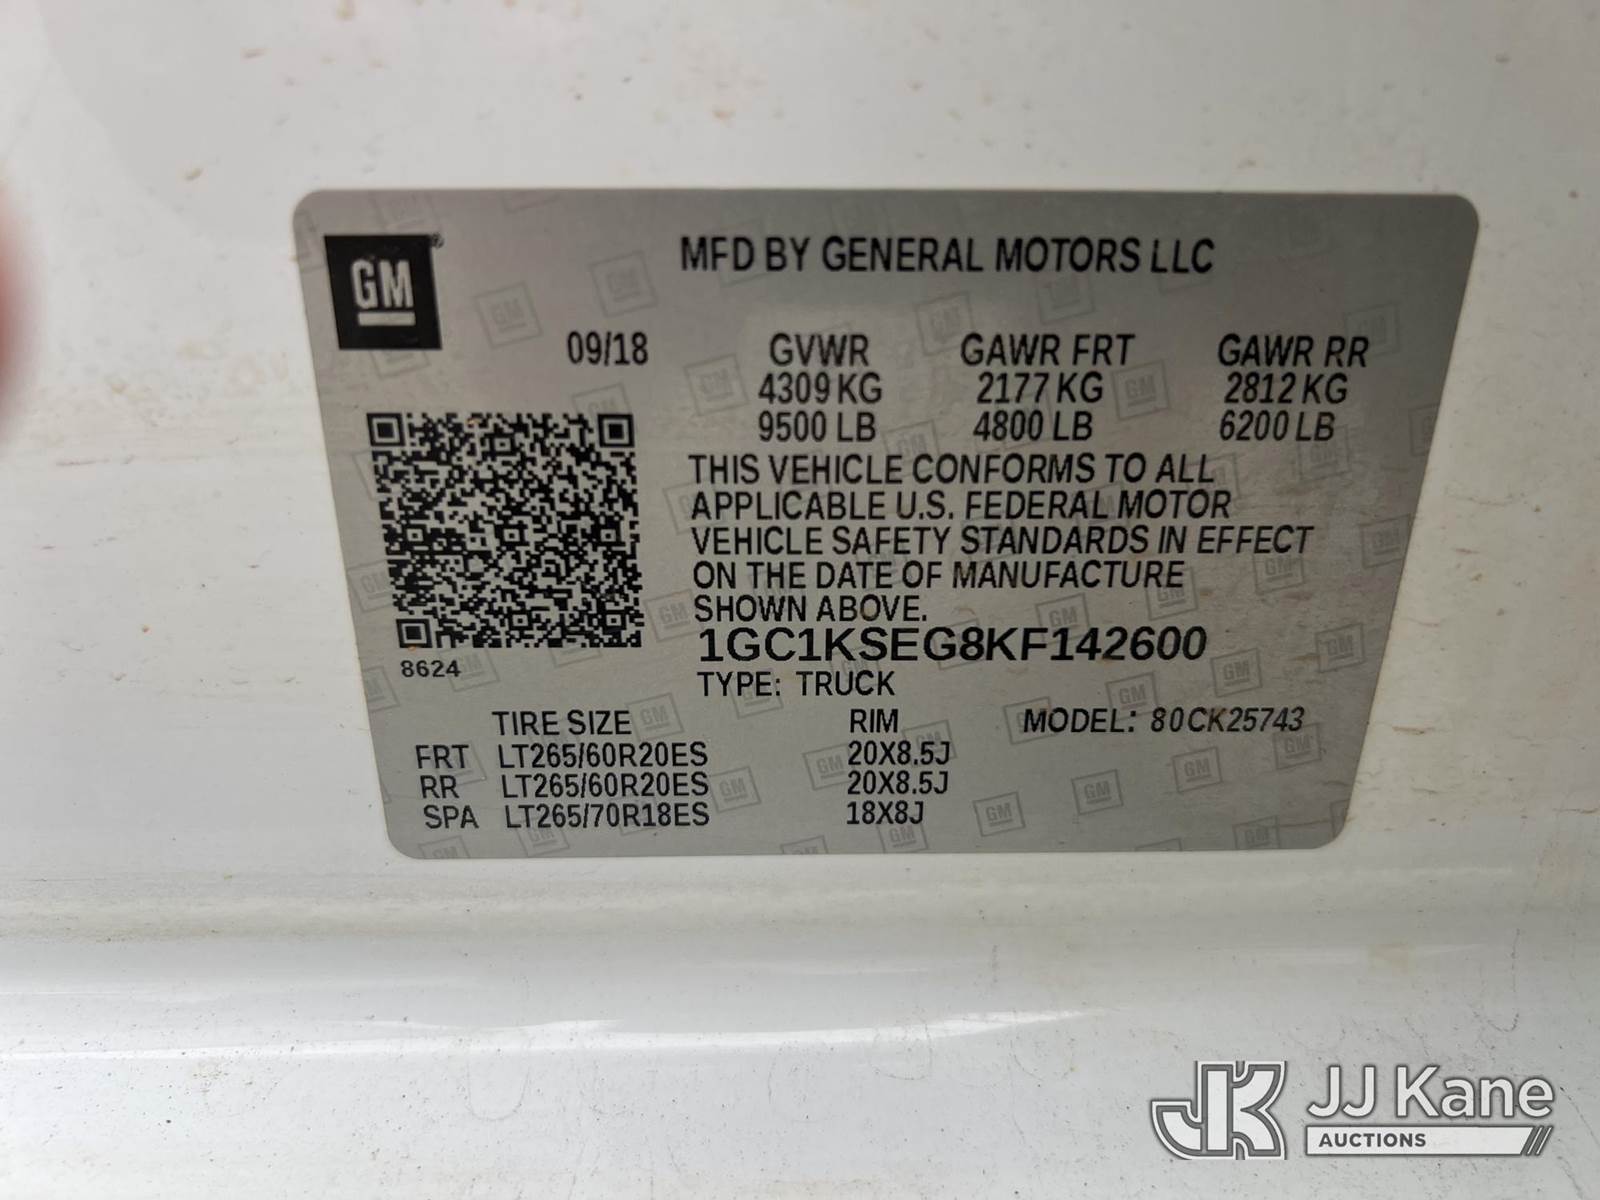 GM®
MFD BY GENERAL MOTORS LLC
09/18 GVWR GAWR FRT GAWR RR
4309 KG 2177 KG 2812 KG
9500 LB 4800 LB 6200 LB
THIS VEHICLE CONFORMS TO ALL
APPLICABLE U.S. FEDERAL MOTOR
VEHICLE SAFETY STANDARDS IN EFFECT
ON THE DATE OF MANUFACTURE
SHOWN ABOVE.
1GC1KSEG8KF142600
8624
TYPE: TRUCK
TIRE SIZE RIM MODEL: 80CK25743
FRT LT265/60R20ES 20X8.5J
RR LT265/60R20ES 20X8.5J
SPA LT265/70R18ES 18X8J
JK JJ Kane
AUCTIONS